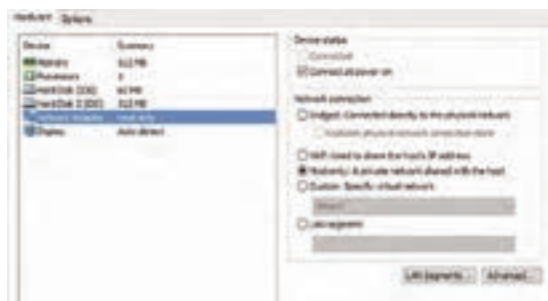 Hardware Options
Device Summary
Memory 512 MB
Processors
Hard Disk (IDE)
Hard Disk 2 (IDE) 512 MB
Network Adapter Host-only
Display Auto detect
Device status
Connected
Connect at power on
Network connection
Bridged: Connected directly to the physical network
Replicate physical network connection state
NAT: Used to share the host's IP address
Host-only: A private network shared with the host
Custom: Specific virtual network
LAN segment:
LAN Segments... Advanced...